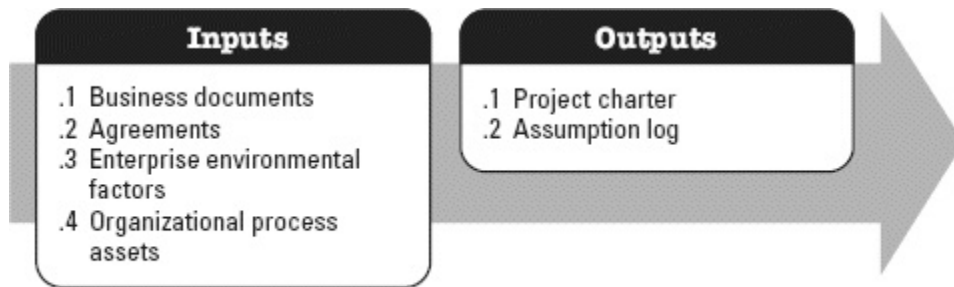 Inputs
.1 Business documents
.2 Agreements
.3 Enterprise environmental
factors
.4 Organizational process
assets
Outputs
.1 Project charter
.2 Assumption log